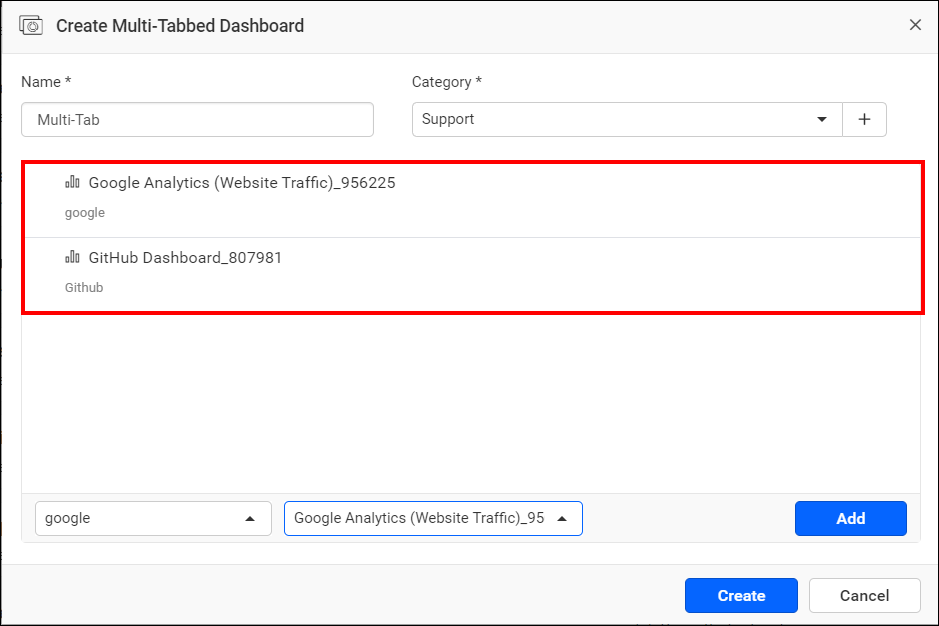 Create Multi-Tabbed Dashboard
Name *
Category *
Multi-Tab
Support
Google Analytics (Website Traffic)_956225
google
GitHub Dashboard_807981
Github
google
Google Analytics (Website Traffic)_95
Add
Create
Cancel